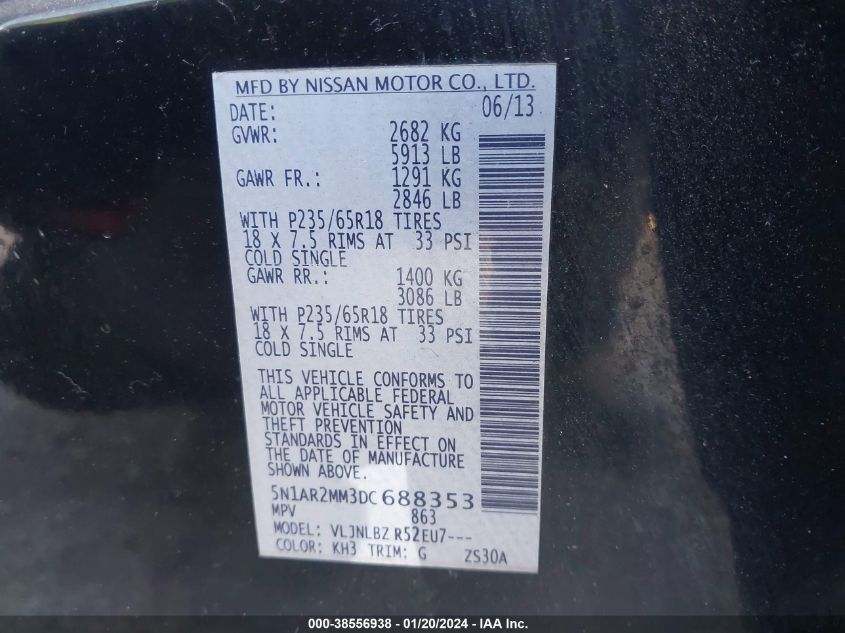 MFD BY NISSAN MOTOR CO., LTD.
DATE: 06/13
GVWR: 2682 KG
5913 LB
GAWR FR.: 1291 KG
2846 LB
WITH P235/65R18 TIRES
18 X 7.5 RIMS AT 33 PSI
COLD SINGLE
GAWR RR.: 1400 KG
3086 LB
WITH P235/65R18 TIRES
18 X 7.5 RIMS AT 33 PSI
COLD SINGLE
THIS VEHICLE CONFORMS TO
ALL APPLICABLE FEDERAL
MOTOR VEHICLE SAFETY AND
THEFT PREVENTION
STANDARDS IN EFFECT ON
THE DATE OF MANUFACTURE
SHOWN ABOVE.
5N1AR2MM3DC688353
MPV 863
MODEL: VLJNLBZ R52EU7---
COLOR: KH3 TRIM: G ZS30A
000-38556938 - 01/20/2024 - IAA Inc.